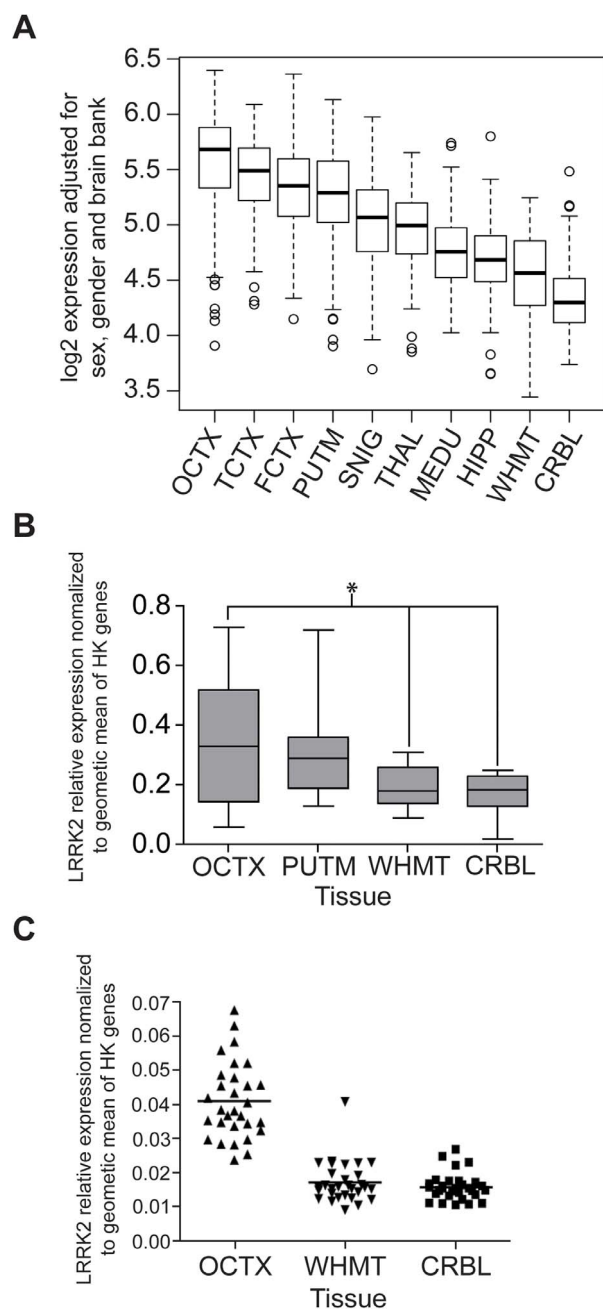 A
log2 expression adjusted for
sex, gender and brain bank
6.5
6.0
5.5
5.0
4.5
4.0
3.5
OCTX
TCTX
FCTX
PUTM
SNIG
THAL
MEDU
HIPP
WHMT
CRBL
B
LRRK2 relative expression normalized
to geometic mean of HK genes
0.8
0.6
0.4
0.2
0.0
*
OCTX PUTM WHMT CRBL
Tissue
C
LRRK2 relative expression nomalized
to geometic mean of HK genes
0.07
0.06
0.05
0.04
0.03
0.02
0.01
0.00
OCTX WHMT CRBL
Tissue